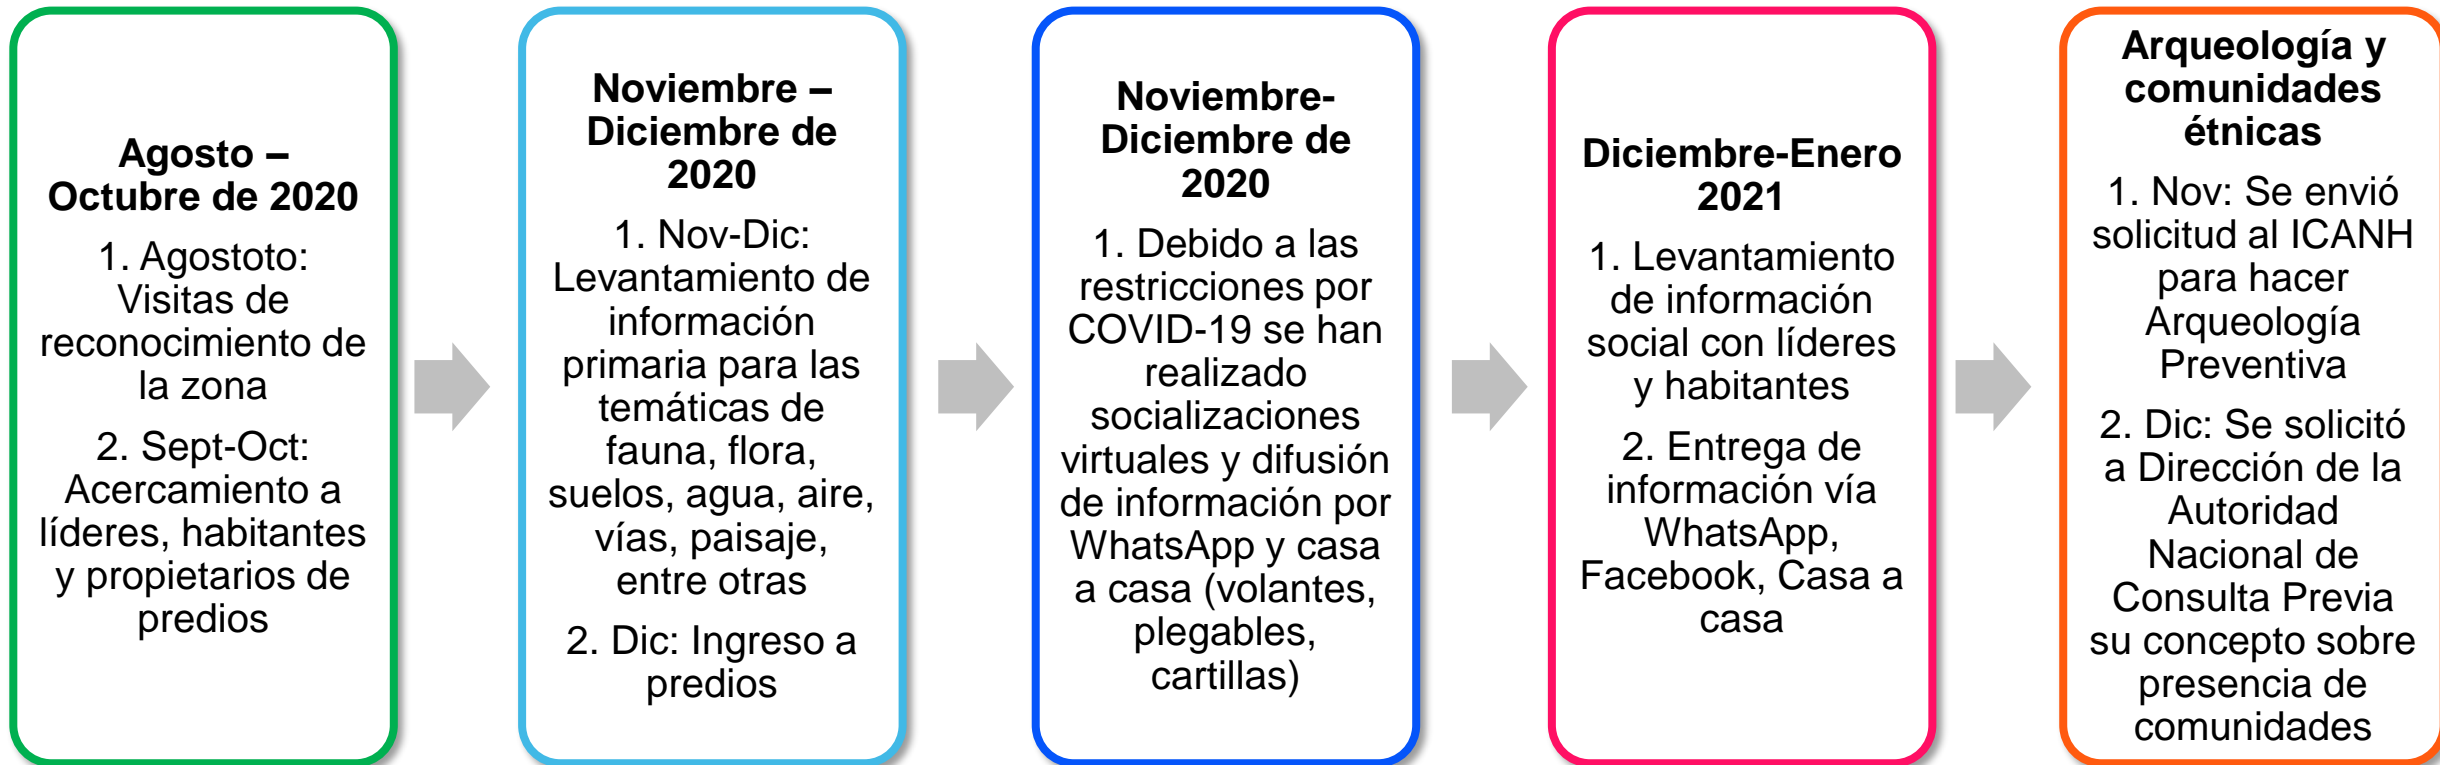 Agosto –
Octubre de 2020
1. Agostoto:
Visitas de
reconocimiento de
la zona
2. Sept-Oct:
Acercamiento a
líderes, habitantes
y propietarios de
predios
Noviembre –
Diciembre de
2020
1. Nov-Dic:
Levantamiento de
información
primaria para las
temáticas de
fauna, flora,
suelos, agua, aire,
vías, paisaje,
entre otras
2. Dic: Ingreso a
predios
Noviembre-
Diciembre de
2020
1. Debido a las
restricciones por
COVID-19 se han
realizado
socializaciones
virtuales y difusión
de información por
WhatsApp y casa
a casa (volantes,
plegables,
cartillas)
Diciembre-Enero
2021
1. Levantamiento
de información
social con líderes
y habitantes
2. Entrega de
información vía
WhatsApp,
Facebook, Casa a
casa
Arqueología y
comunidades
étnicas
1. Nov: Se envió
solicitud al ICANH
para hacer
Arqueología
Preventiva
2. Dic: Se solicitó
a Dirección de la
Autoridad
Nacional de
Consulta Previa
su concepto sobre
presencia de
comunidades